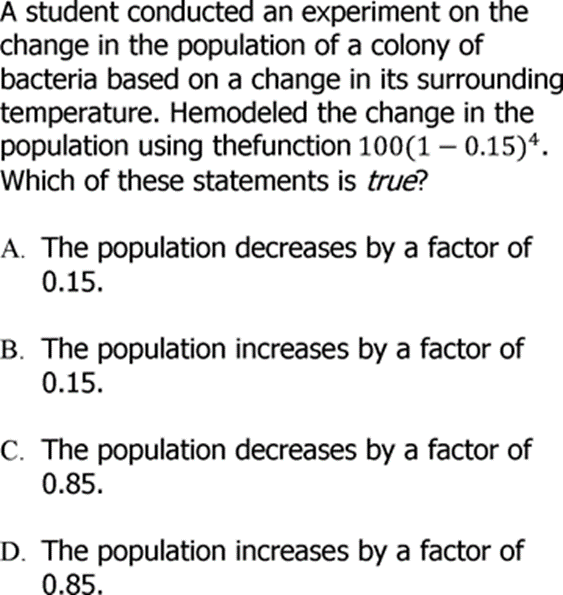 A student conducted an experiment on the
change in the population of a colony of
bacteria based on a change in its surrounding
temperature. Hemodeled the change in the
population using thefunction 100(1 – 0.15)⁴.
Which of these statements is true?
A. The population decreases by a factor of
0.15.
B. The population increases by a factor of
0.15.
C. The population decreases by a factor of
0.85.
D. The population increases by a factor of
0.85.